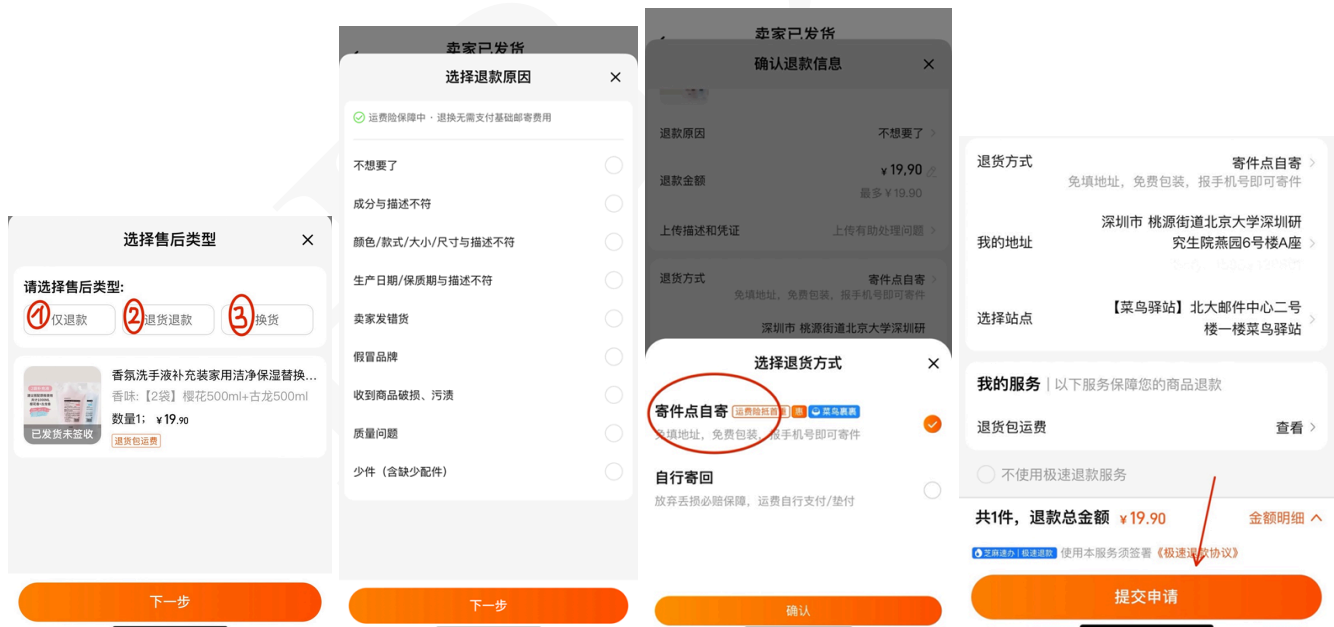 选择售后类型
请选择售后类型:
① 仅退款
② 退货退款
③ 换货
香氛洗手液补充装家用洁净保湿替换...
香味:【2袋】樱花500ml+古龙500ml
数量1; ¥19.90
已发货未签收
退货包运费
下一步
卖家已发货
选择退款原因
运费险保障中·退换无需支付基础邮寄费用
不想要了
成分与描述不符
颜色/款式/大小/尺寸与描述不符
生产日期/保质期与描述不符
卖家发错货
假冒品牌
收到商品破损、污渍
质量问题
少件（含缺少配件）
下一步
卖家已发货
确认退款信息
退款原因 不想要了
退款金额 ¥19,90
最多¥19.90
上传描述和凭证 上传有助处理问题
退货方式 寄件点自寄
免填地址，免费包装，报手机号即可寄件
深圳市 桃源街道北京大学深圳研
选择退货方式
寄件点自寄 运费险抵首重 惠 菜鸟裹裹
免填地址，免费包装，报手机号即可寄件
自行寄回
放弃丢损必赔保障，运费自行支付/垫付
确认
退货方式 寄件点自寄
免填地址，免费包装，报手机号即可寄件
深圳市 桃源街道北京大学深圳研
我的地址 究生院燕园6号楼A座
选择站点 【菜鸟驿站】北大邮件中心二号
楼一楼菜鸟驿站
我的服务 | 以下服务保障您的商品退款
退货包运费 查看
不使用极速退款服务
共1件，退款总金额 ¥19.90 金额明细
芝麻速办|极速退款 使用本服务须签署《极速退款协议》
提交申请